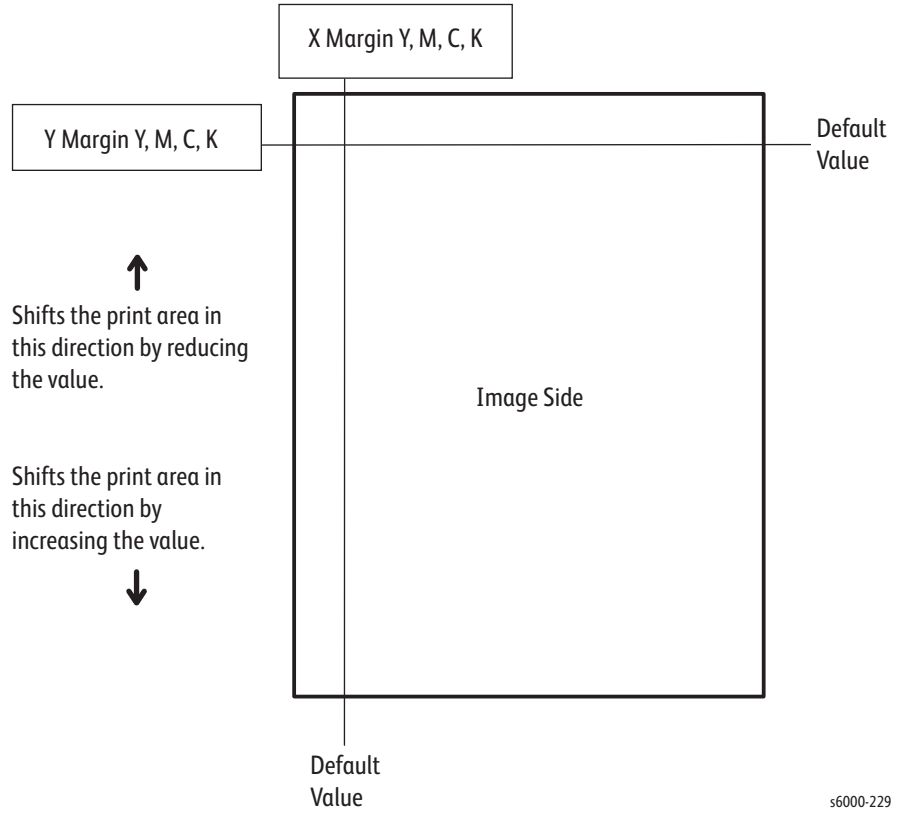 X Margin Y, M, C, K
Y Margin Y, M, C, K
Default
Value
Shifts the print area in
this direction by reducing
the value.
Image Side
Shifts the print area in
this direction by
increasing the value.
Default
Value
s6000-229